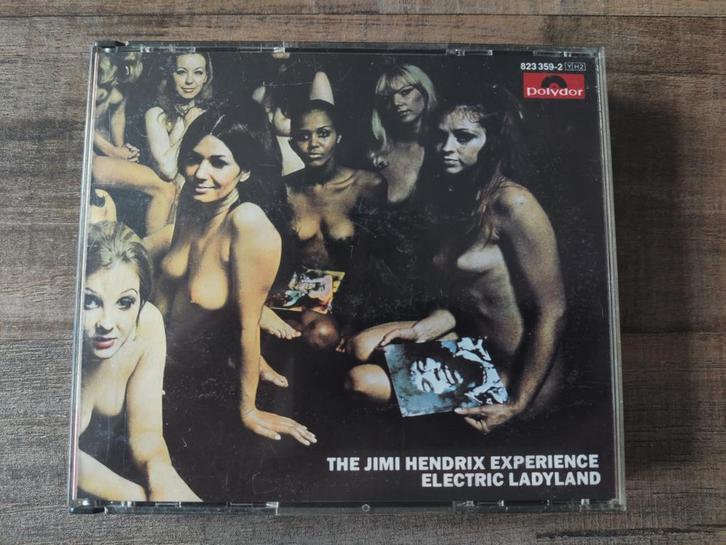 823 359-2 Y H2
polydor
THE JIMI HENDRIX EXPERIENCE
ELECTRIC LADYLAND